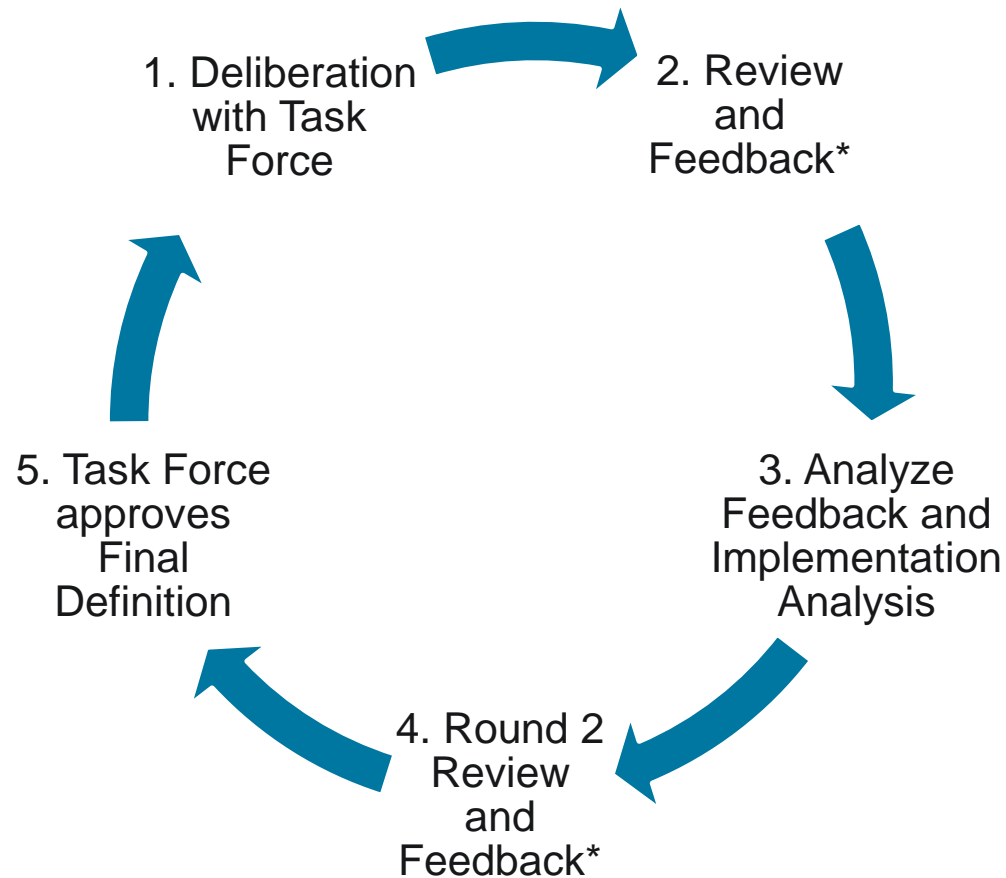 1. Deliberation
with Task
Force
2. Review
and
Feedback*
3. Analyze
Feedback and
Implementation
Analysis
4. Round 2
Review
and
Feedback*
5. Task Force
approves
Final
Definition